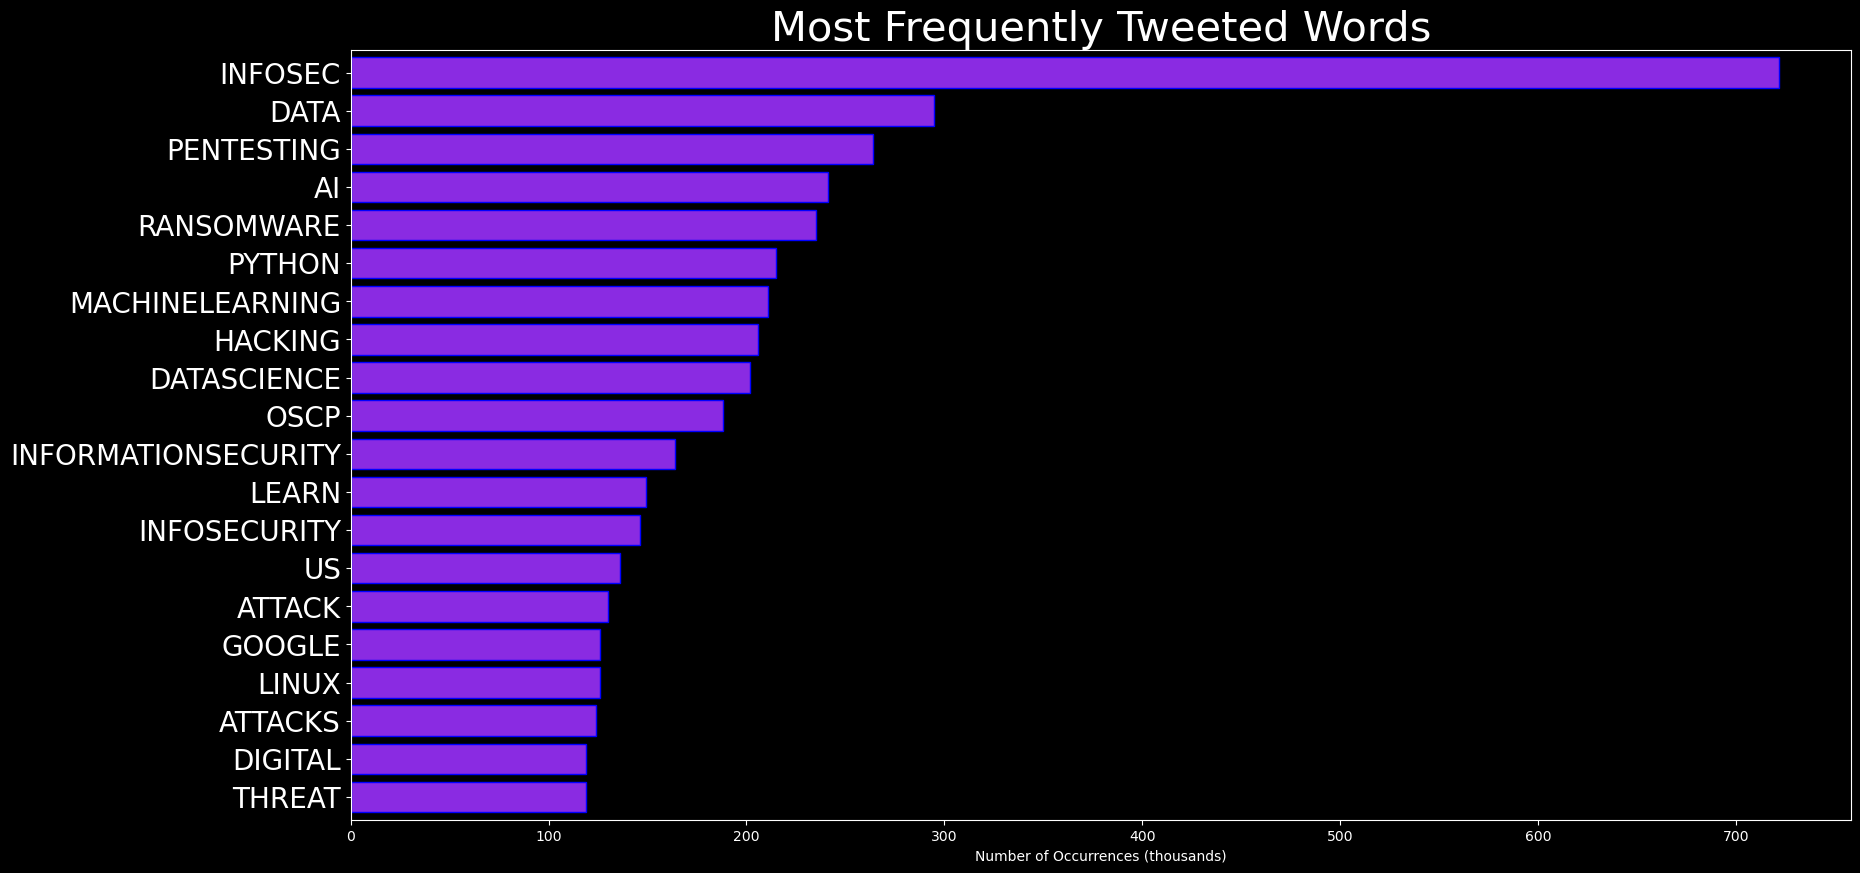 Most Frequently Tweeted Words
INFOSEC
DATA
PENTESTING
AI
RANSOMWARE
PYTHON
MACHINELEARNING
HACKING
DATASCIENCE
OSCP
INFORMATIONSECURITY
LEARN
INFOSECURITY
US
ATTACK
GOOGLE
LINUX
ATTACKS
DIGITAL
THREAT
0 100 200 300 400 500 600 700
Number of Occurrences (thousands)